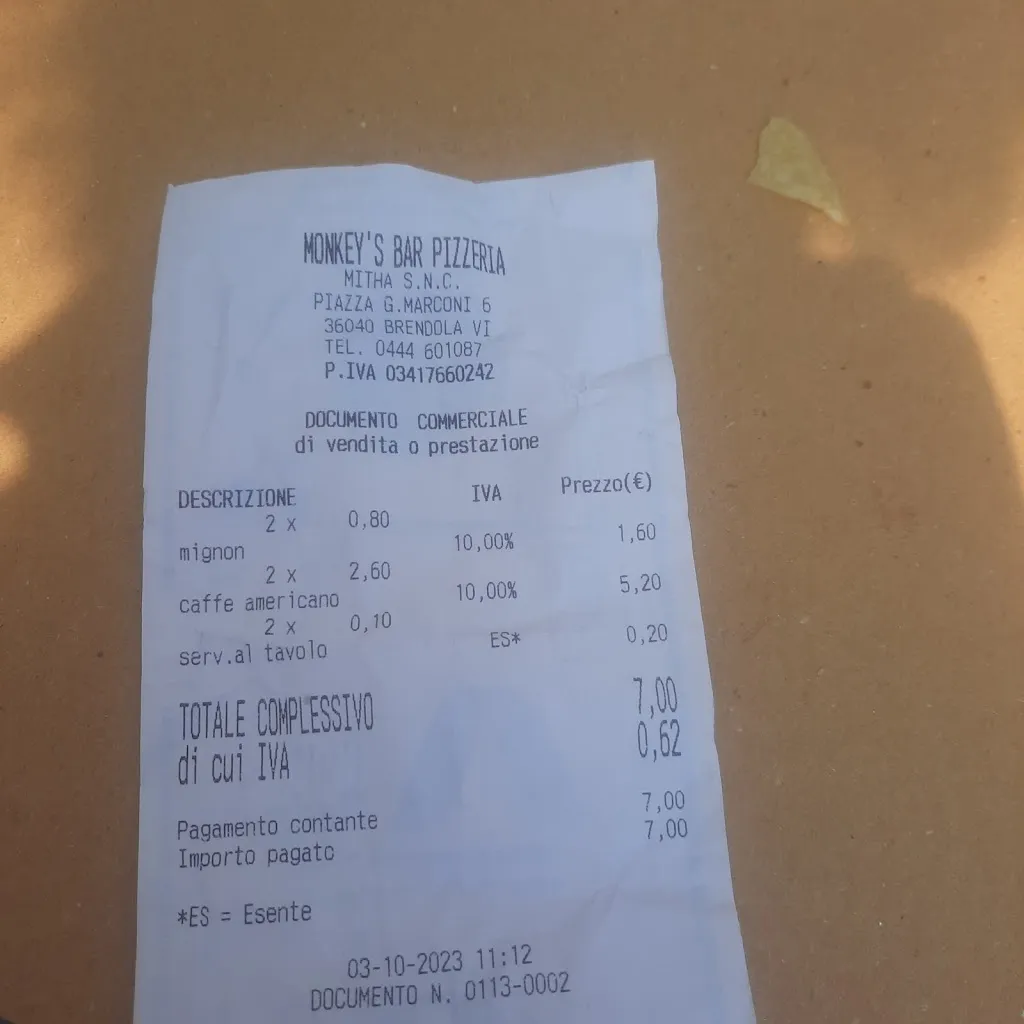 MONKEY'S BAR PIZZERIA
MITHA S.N.C.
PIAZZA G.MARCONI 6
36040 BRENDOLA VI
TEL. 0444 601087
P.IVA 03417660242
DOCUMENTO COMMERCIALE
di vendita o prestazione
DESCRIZIONE IVA Prezzo(€)
2 x 0,80
mignon 10,00% 1,60
2 x 2,60
caffe americano 10,00% 5,20
2 x 0,10
serv.al tavolo ES* 0,20
TOTALE COMPLESSIVO 7,00
di cui IVA 0,62
Pagamento contante 7,00
Importo pagato 7,00
*ES = Esente
03-10-2023 11:12
DOCUMENTO N. 0113-0002